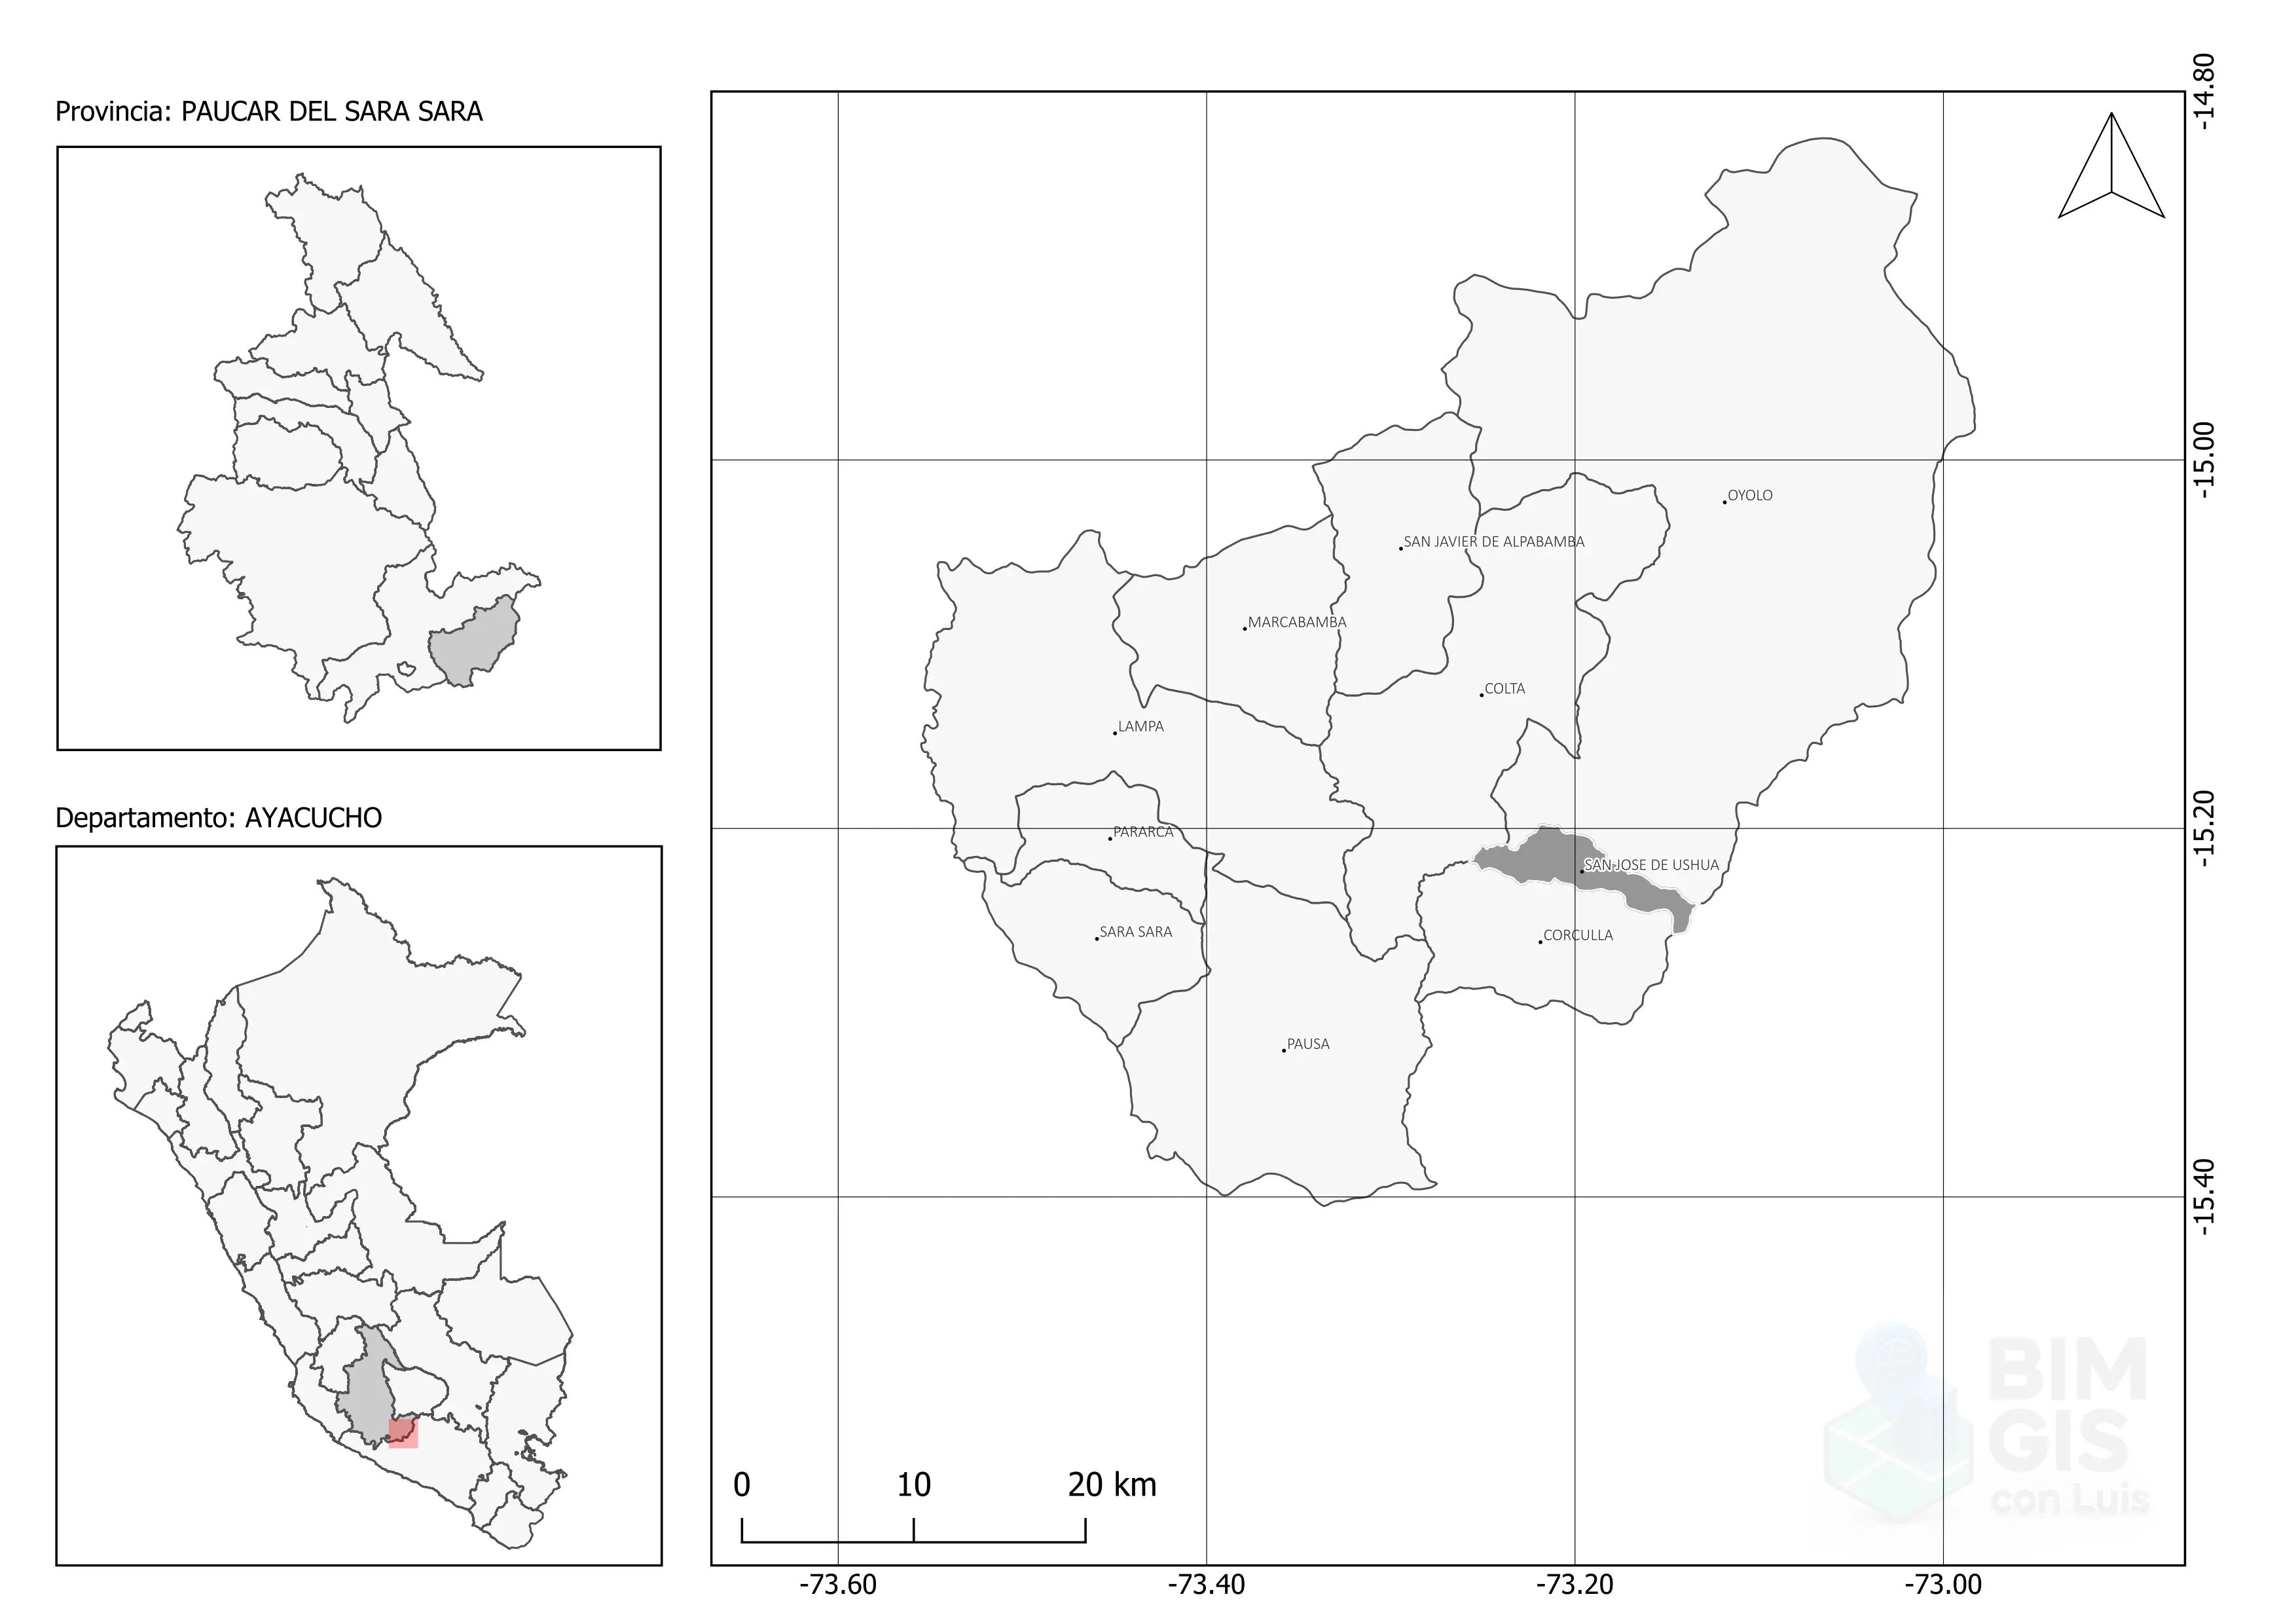 Provincia: PAUCAR DEL SARA SARA
Departamento: AYACUCHO
-14.80
-15.00
OYOLO
SAN JAVIER DE ALPABAMBA
MARCABAMBA
COLTA
LAMPA
-15.20
PARARCA
SAN JOSE DE USHUA
SARA SARA
CORCULLA
PAUSA
-15.40
BIM
GIS
con Luis
0 10 20 km
-73.60 -73.40 -73.20 -73.00